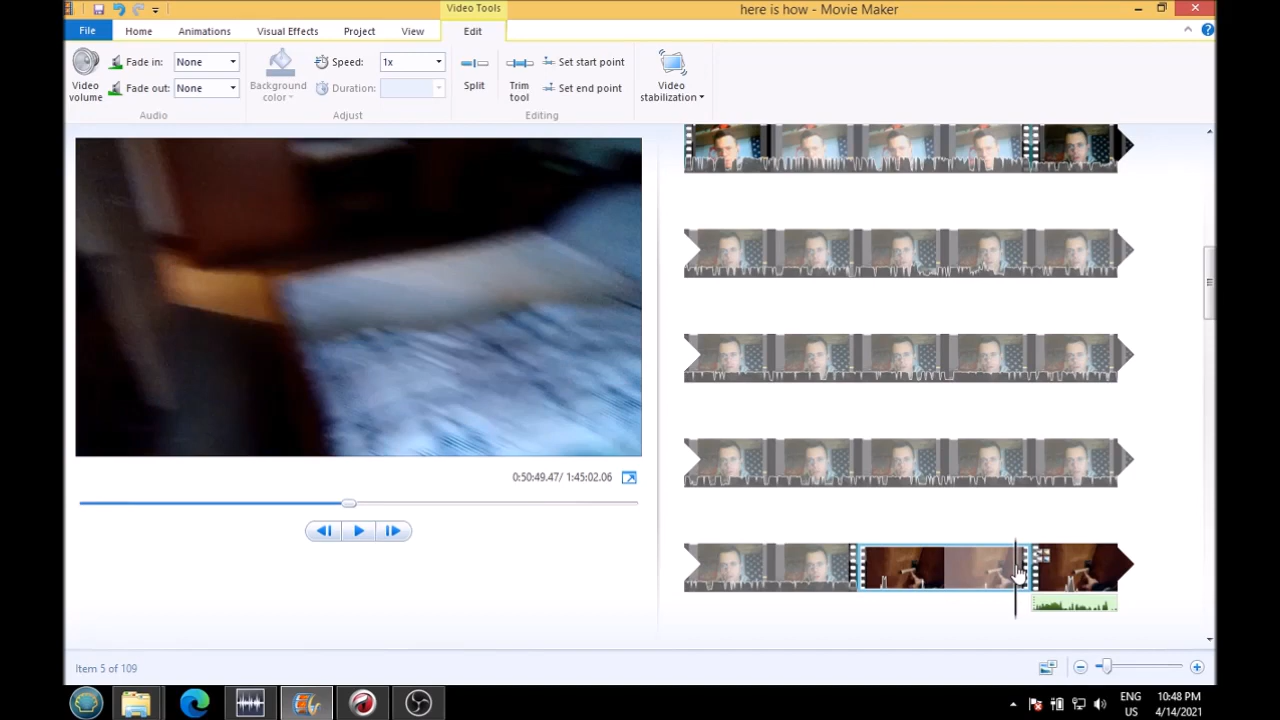 Video Tools
here is how - Movie Maker
File Home Animations Visual Effects Project View Edit
Video volume
Fade in: None
Fade out: None
Audio
Background color
Speed: 1x
Duration:
Adjust
Split
Trim tool
Set start point
Set end point
Editing
Video stabilization
0:50:49.47/ 1:45:02.06
Item 5 of 109
ENG
US
10:48 PM
4/14/2021